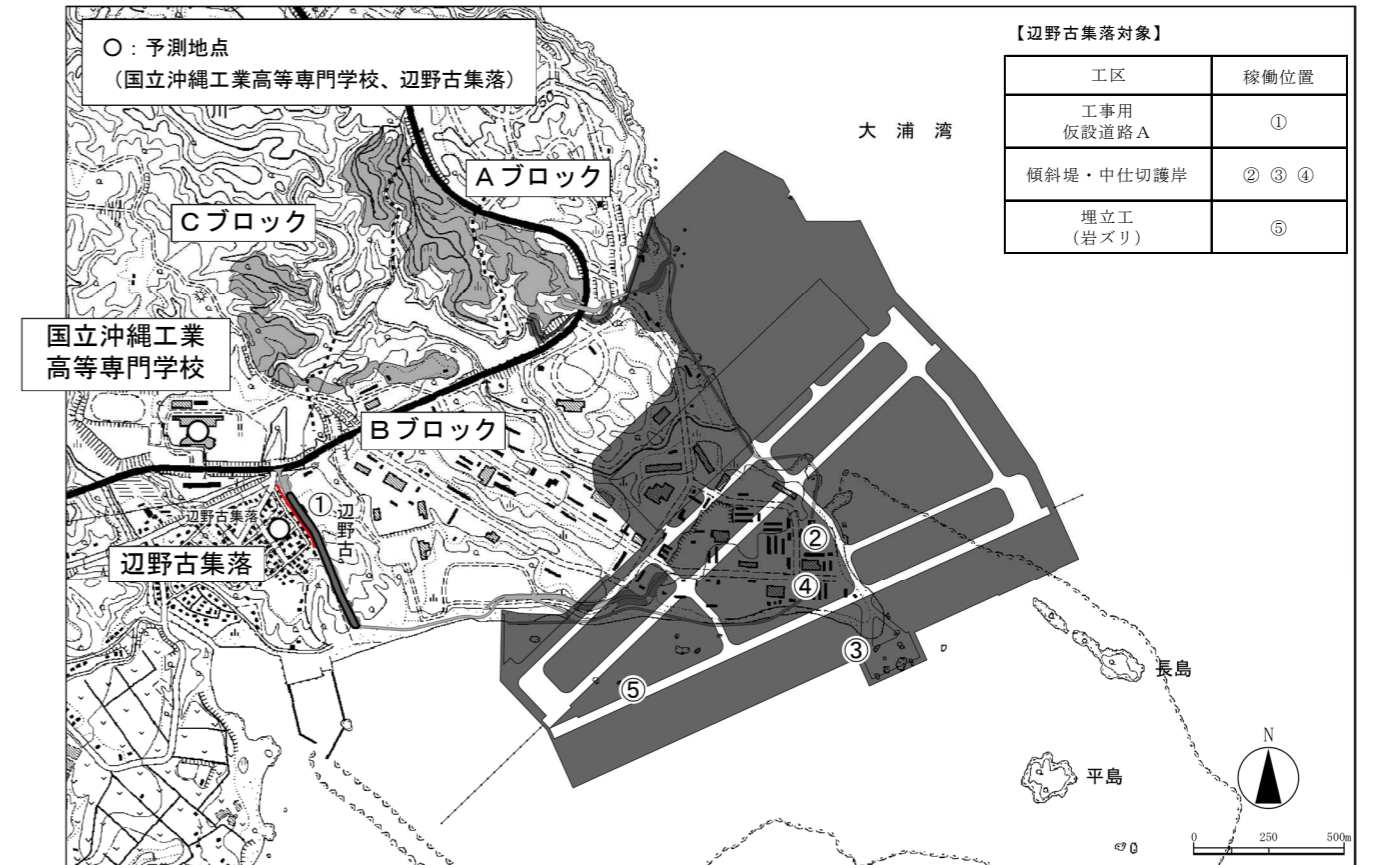 ○：予測地点
（国立沖縄工業高等専門学校、辺野古集落）
【辺野古集落対象】
工区 稼働位置
工事用
仮設道路A ①
傾斜堤・中仕切護岸 ② ③ ④
埋立工
(岩ズリ) ⑤
大浦湾
Aブロック
Cブロック
国立沖縄工業
高等専門学校
Bブロック
①
辺野古
辺野古集落
辺野古集落
②
④
③
⑤
長島
平島
N
0 250 500m